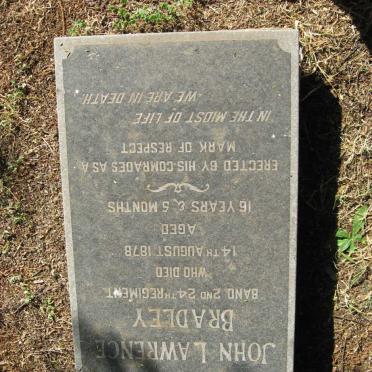 JOHN LAWRENCE
BRADLEY
BAND, 2ND 24TH REGIMENT
WHO DIED
14TH AUGUST 1878
AGED
16 YEARS & 5 MONTHS
ERECTED BY HIS COMRADES AS A
MARK OF RESPECT
IN THE MIDST OF LIFE
WE ARE IN DEATH.